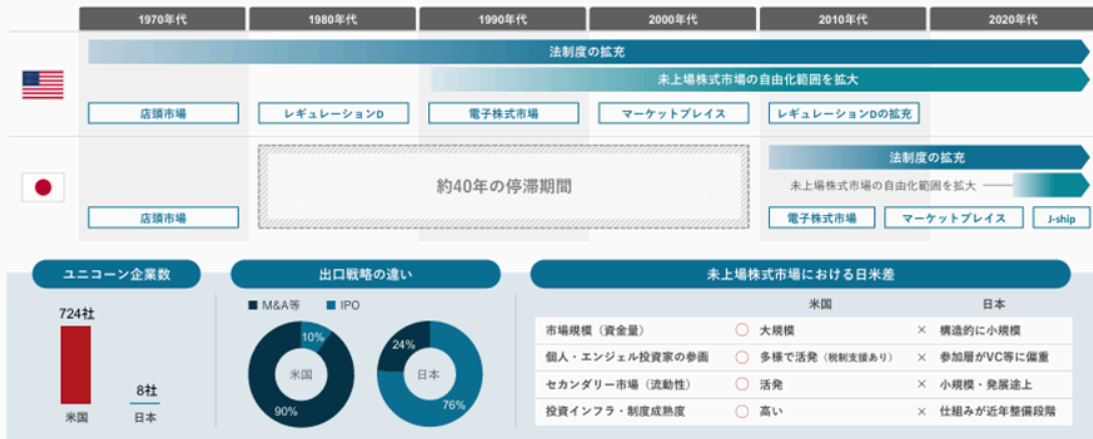 1970年代 1980年代 1990年代 2000年代 2010年代 2020年代
法制度の拡充
未上場株式市場の自由化範囲を拡大
店頭市場 レギュレーションD 電子株式市場 マーケットプレイス レギュレーションDの拡充
約40年の停滞期間
法制度の拡充
未上場株式市場の自由化範囲を拡大
店頭市場 電子株式市場 マーケットプレイス J-ship
ユニコーン企業数
724社
8社
米国 日本
出口戦略の違い
M&A等 IPO
10%
米国
90%
24%
日本
76%
未上場株式市場における日米差
米国 日本
市場規模（資金量） ○ 大規模 × 構造的に小規模
個人・エンジェル投資家の参画 ○ 多様で活発（税制支援あり） × 参加層がVC等に偏重
セカンダリー市場（流動性） ○ 活発 × 小規模・発展途上
投資インフラ・制度成熟度 ○ 高い × 仕組みが近年整備段階